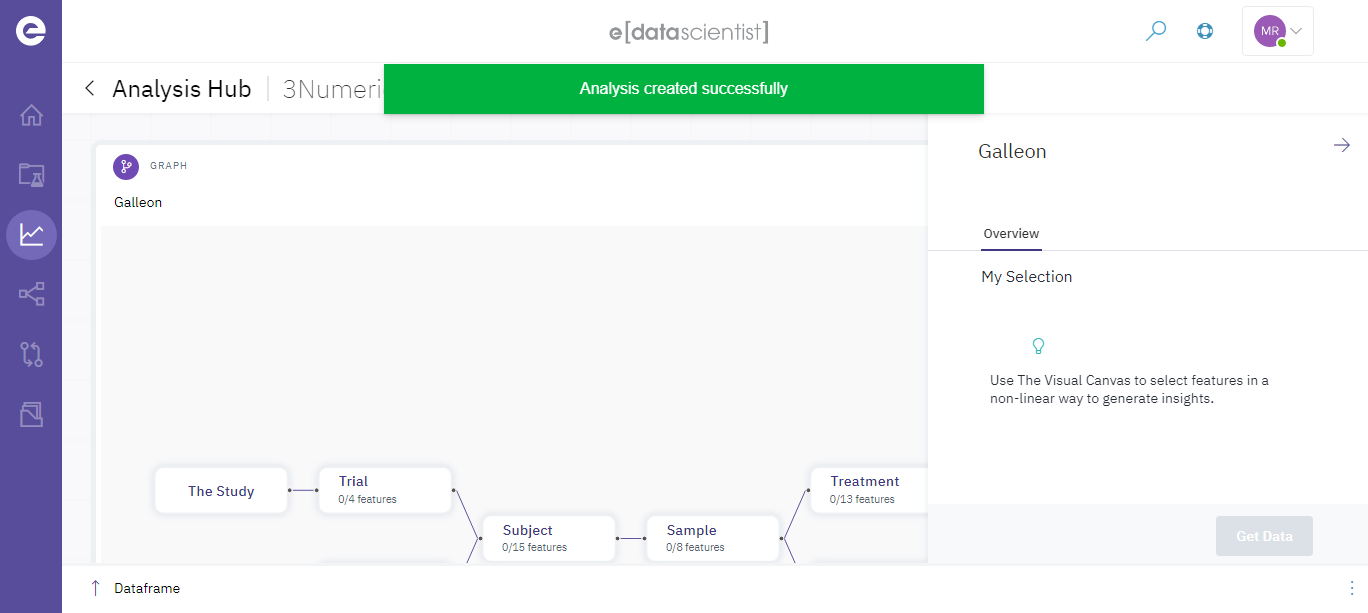 e[datascientist]
MR
Analysis Hub
3Numeri
Analysis created successfully
GRAPH
Galleon
Galleon
Overview
My Selection
Use The Visual Canvas to select features in a
non-linear way to generate insights.
The Study
Trial
0/4 features
Subject
0/15 features
Sample
0/8 features
Treatment
0/13 features
Get Data
Dataframe